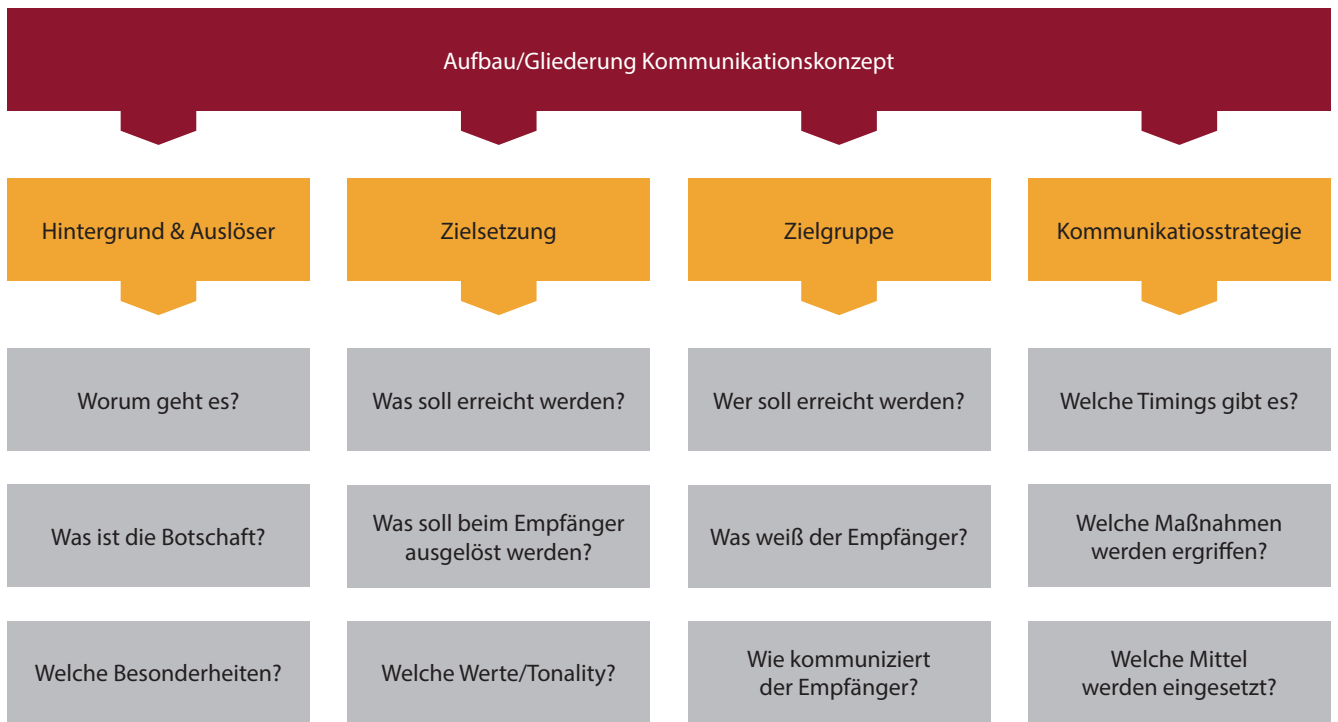 Aufbau/Gliederung Kommunikationskonzept
Hintergrund & Auslöser
Zielsetzung
Zielgruppe
Kommunikatiosstrategie
Worum geht es?
Was soll erreicht werden?
Wer soll erreicht werden?
Welche Timings gibt es?
Was ist die Botschaft?
Was soll beim Empfänger
ausgelöst werden?
Was weiß der Empfänger?
Welche Maßnahmen
werden ergriffen?
Welche Besonderheiten?
Welche Werte/Tonality?
Wie kommuniziert
der Empfänger?
Welche Mittel
werden eingesetzt?